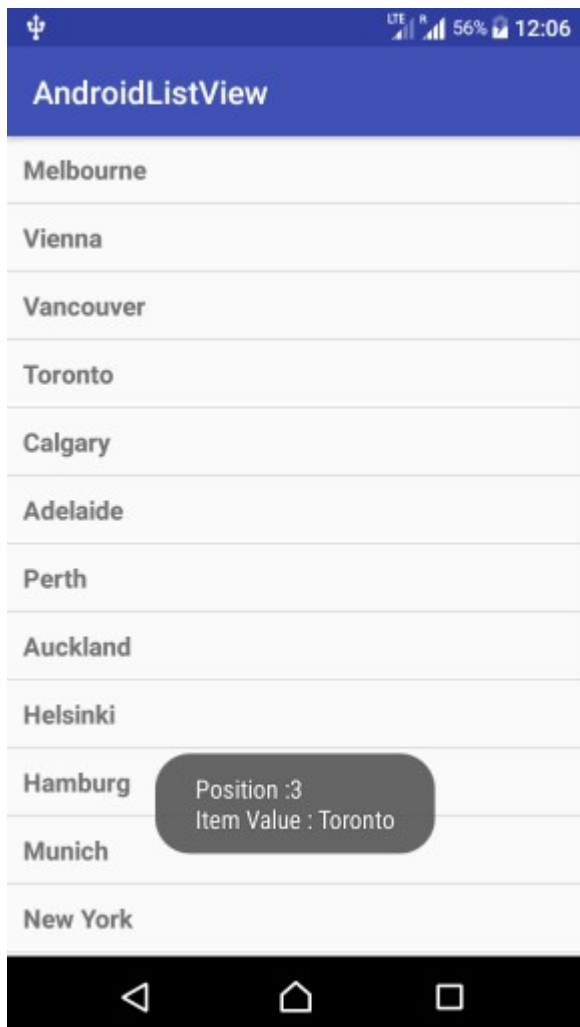 LTE R 56% 12:06
AndroidListView
Melbourne
Vienna
Vancouver
Toronto
Calgary
Adelaide
Perth
Auckland
Helsinki
Hamburg
Position :3
Item Value : Toronto
Munich
New York